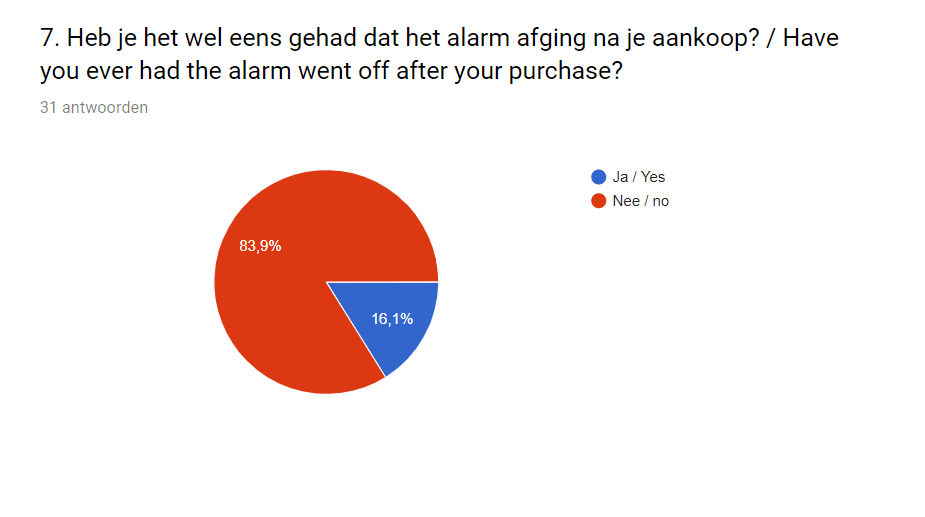 7. Heb je het wel eens gehad dat het alarm afging na je aankoop? / Have
you ever had the alarm went off after your purchase?
31 antwoorden
Ja / Yes
Nee / no
83,9%
16,1%